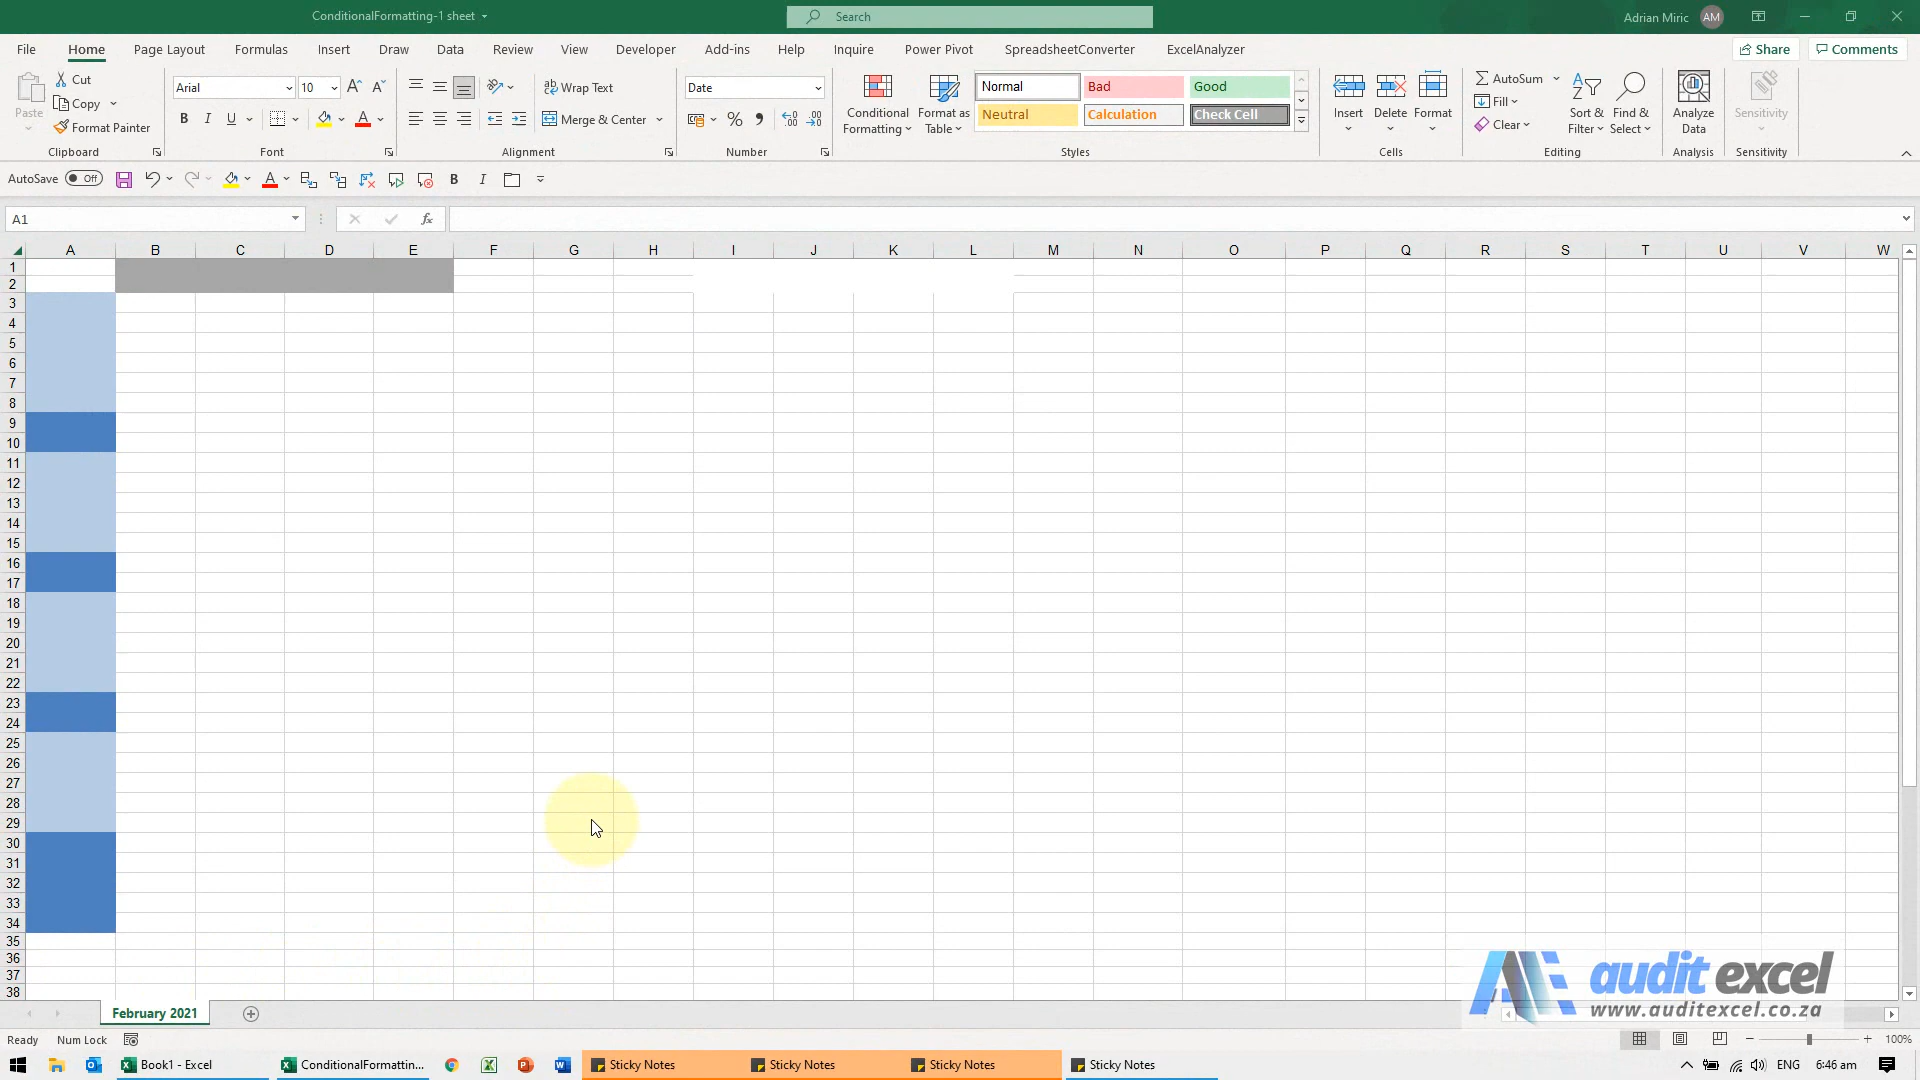 ConditionalFormatting-1 sheet
Search
Adrian Miric
AM
File Home Page Layout Formulas Insert Draw Data Review View Developer Add-ins Help Inquire Power Pivot SpreadsheetConverter ExcelAnalyzer
Share
Comments
Paste
Cut
Copy
Format Painter
Clipboard
Arial 10
B I U
Font
Wrap Text
Merge & Center
Alignment
Date
Number
Conditional Formatting
Format as Table
Normal Bad Good
Neutral Calculation Check Cell
Styles
Insert Delete Format
Cells
AutoSum
Fill
Clear
Sort & Filter
Find & Select
Editing
Analyze Data
Analysis
Sensitivity
Sensitivity
AutoSave Off
B I
A1
fx
A B C D E F G H I J K L M N O P Q R S T U V W
1
2
3
4
5
6
7
8
9
10
11
12
13
14
15
16
17
18
19
20
21
22
23
24
25
26
27
28
29
30
31
32
33
34
35
36
37
38
audit excel
www.auditexcel.co.za
February 2021
Ready Num Lock
100%
Book1 - Excel
ConditionalFormattin...
Sticky Notes
Sticky Notes
Sticky Notes
Sticky Notes
ENG
6:46 am